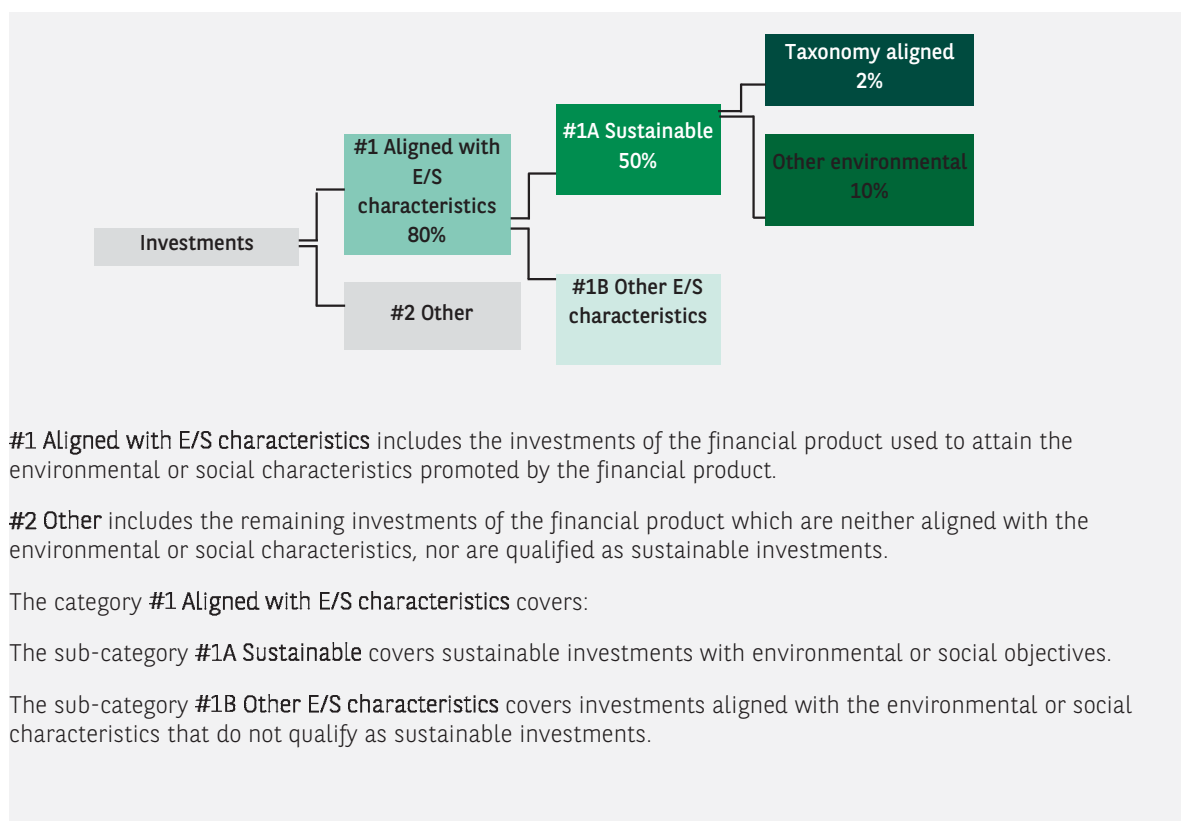 Taxonomy aligned
2%
#1A Sustainable
50%
Other environmental
10%
#1 Aligned with
E/S
characteristics
80%
Investments
#1B Other E/S
characteristics
#2 Other
#1 Aligned with E/S characteristics includes the investments of the financial product used to attain the
environmental or social characteristics promoted by the financial product.
#2 Other includes the remaining investments of the financial product which are neither aligned with the
environmental or social characteristics, nor are qualified as sustainable investments.
The category #1 Aligned with E/S characteristics covers:
The sub-category #1A Sustainable covers sustainable investments with environmental or social objectives.
The sub-category #1B Other E/S characteristics covers investments aligned with the environmental or social
characteristics that do not qualify as sustainable investments.